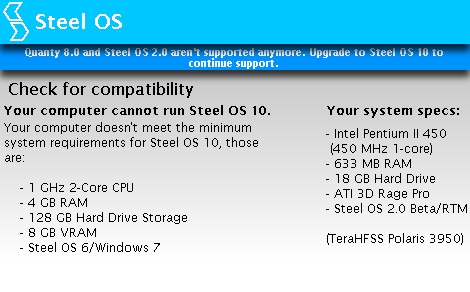 Steel OS
Quanty 8.0 and Steel OS 2.0 aren't supported anymore. Upgrade to Steel OS 10 to
continue support.
Check for compatibility
Your computer cannot run Steel OS 10.
Your computer doesn't meet the minimum
system requirements for Steel OS 10, those
are:
- 1 GHz 2-Core CPU
- 4 GB RAM
- 128 GB Hard Drive Storage
- 8 GB VRAM
- Steel OS 6/Windows 7
Your system specs:
- Intel Pentium II 450
(450 MHz 1-core)
- 633 MB RAM
- 18 GB Hard Drive
- ATI 3D Rage Pro
- Steel OS 2.0 Beta/RTM
(TeraHFSS Polaris 3950)